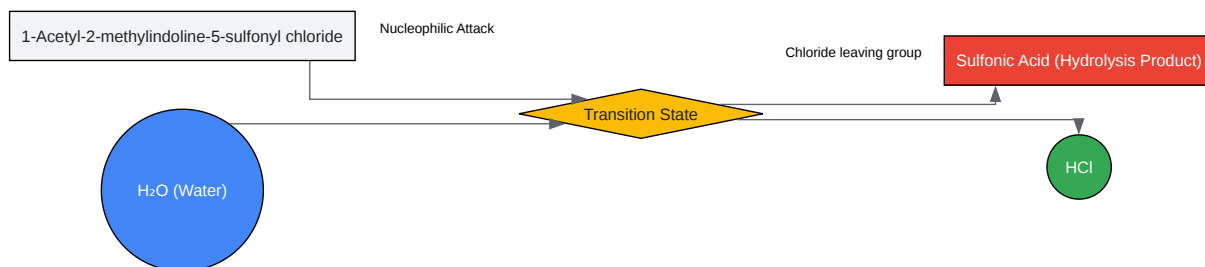 1-Acetyl-2-methylindoline-5-sulfonyl chloride
Nucleophilic Attack
Chloride leaving group
Sulfonic Acid (Hydrolysis Product)
Transition State
H₂O (Water)
HCl